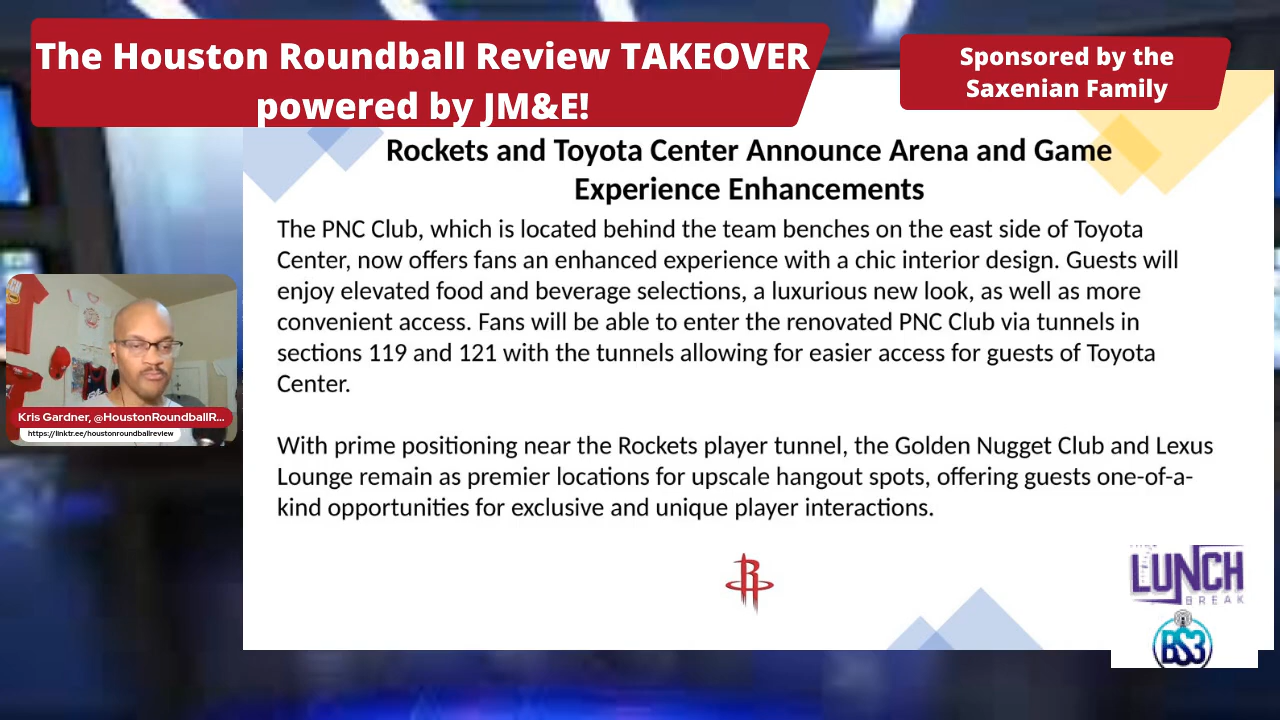 The Houston Roundball Review TAKEOVER
powered by JM&E!
Sponsored by the
Saxenian Family
Rockets and Toyota Center Announce Arena and Game
Experience Enhancements
The PNC Club, which is located behind the team benches on the east side of Toyota
Center, now offers fans an enhanced experience with a chic interior design. Guests will
enjoy elevated food and beverage selections, a luxurious new look, as well as more
convenient access. Fans will be able to enter the renovated PNC Club via tunnels in
sections 119 and 121 with the tunnels allowing for easier access for guests of Toyota
Center.
With prime positioning near the Rockets player tunnel, the Golden Nugget Club and Lexus
Lounge remain as premier locations for upscale hangout spots, offering guests one-of-a-
kind opportunities for exclusive and unique player interactions.
Kris Gardner, @HoustonRoundballR...
https://linktr.ee/houstonroundballreview
R
LUNCH
BREAK
BS3